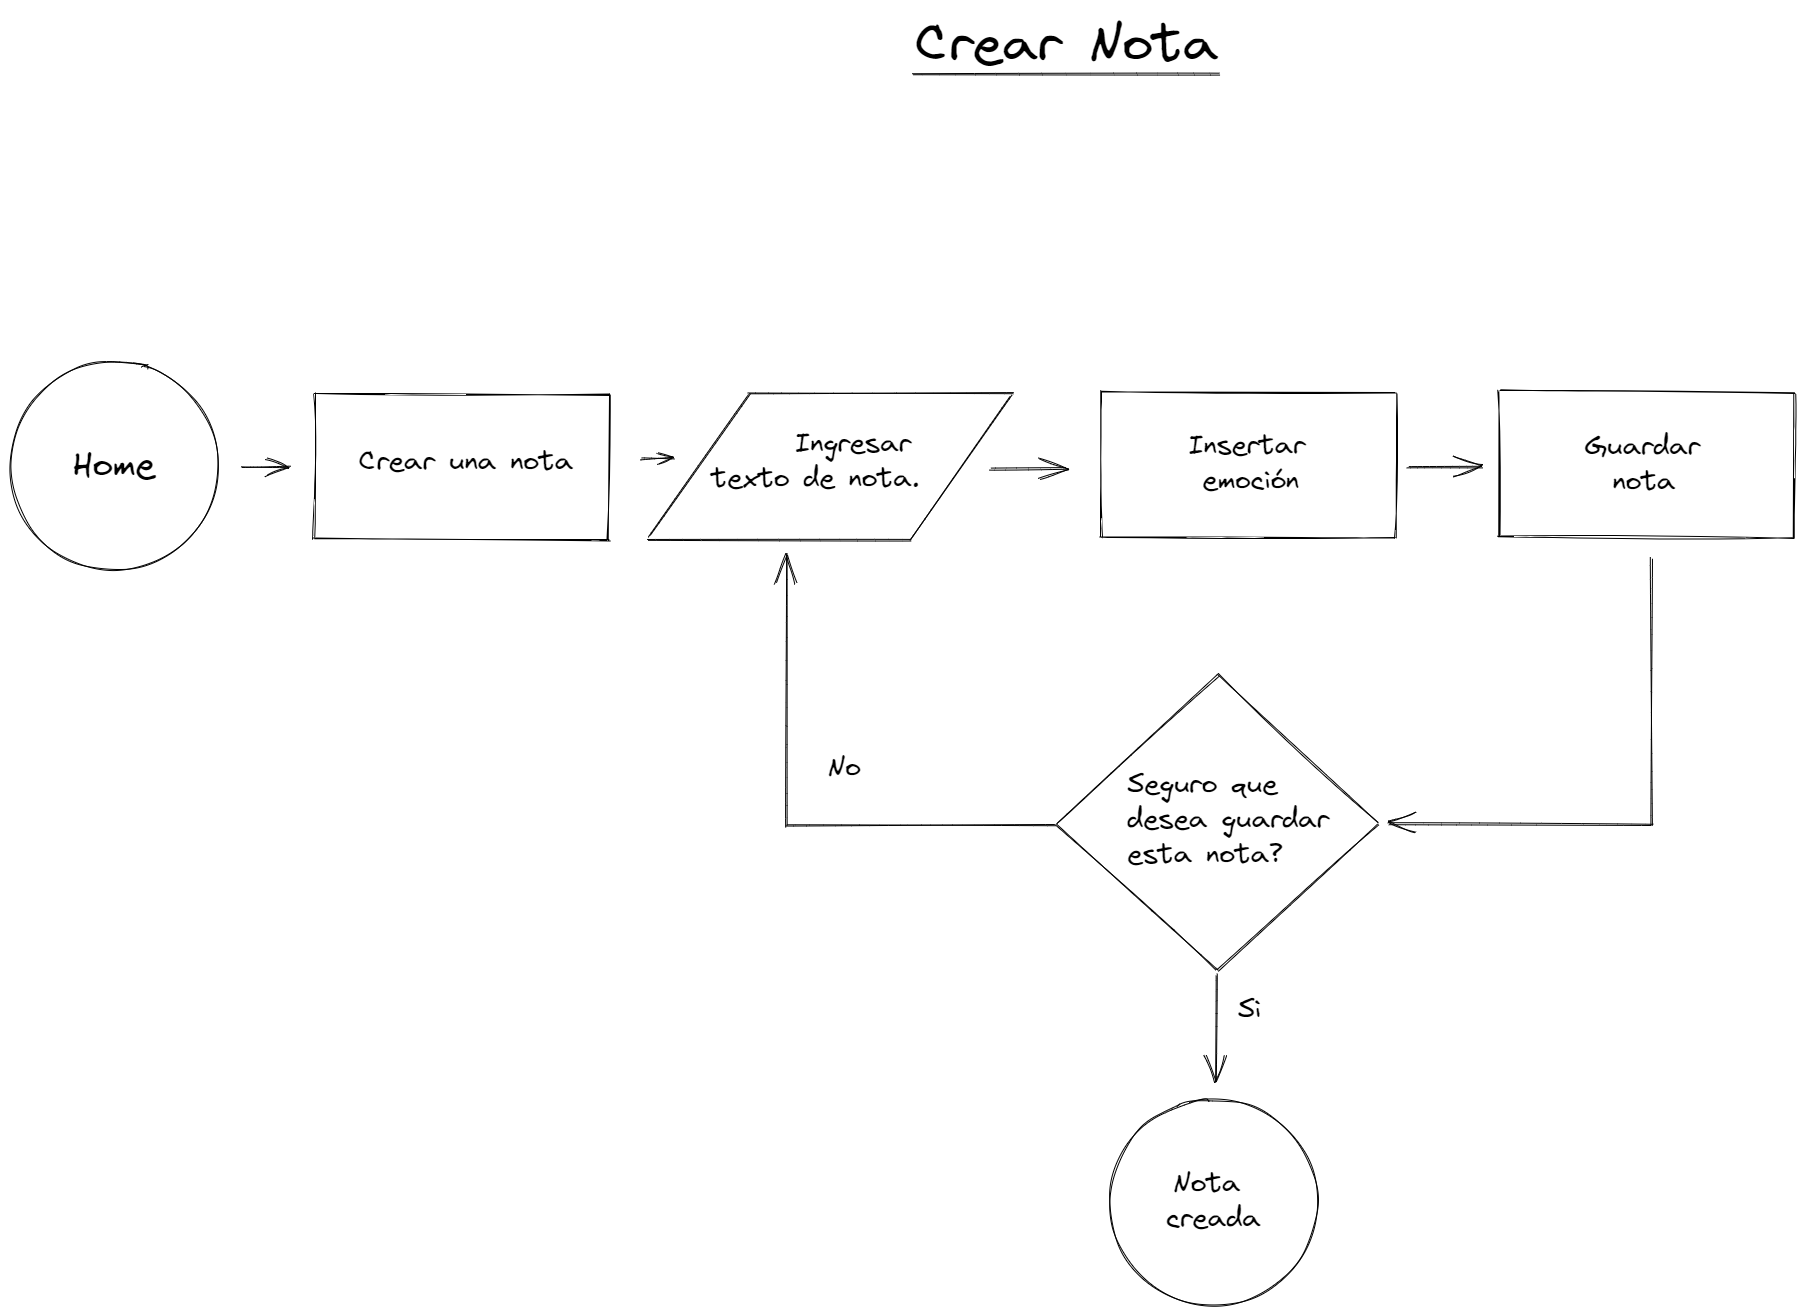 Crear Nota
Home
Crear una nota
Ingresar
texto de nota.
Insertar
emoción
Guardar
nota
No
Seguro que
desea guardar
esta nota?
Si
Nota
creada